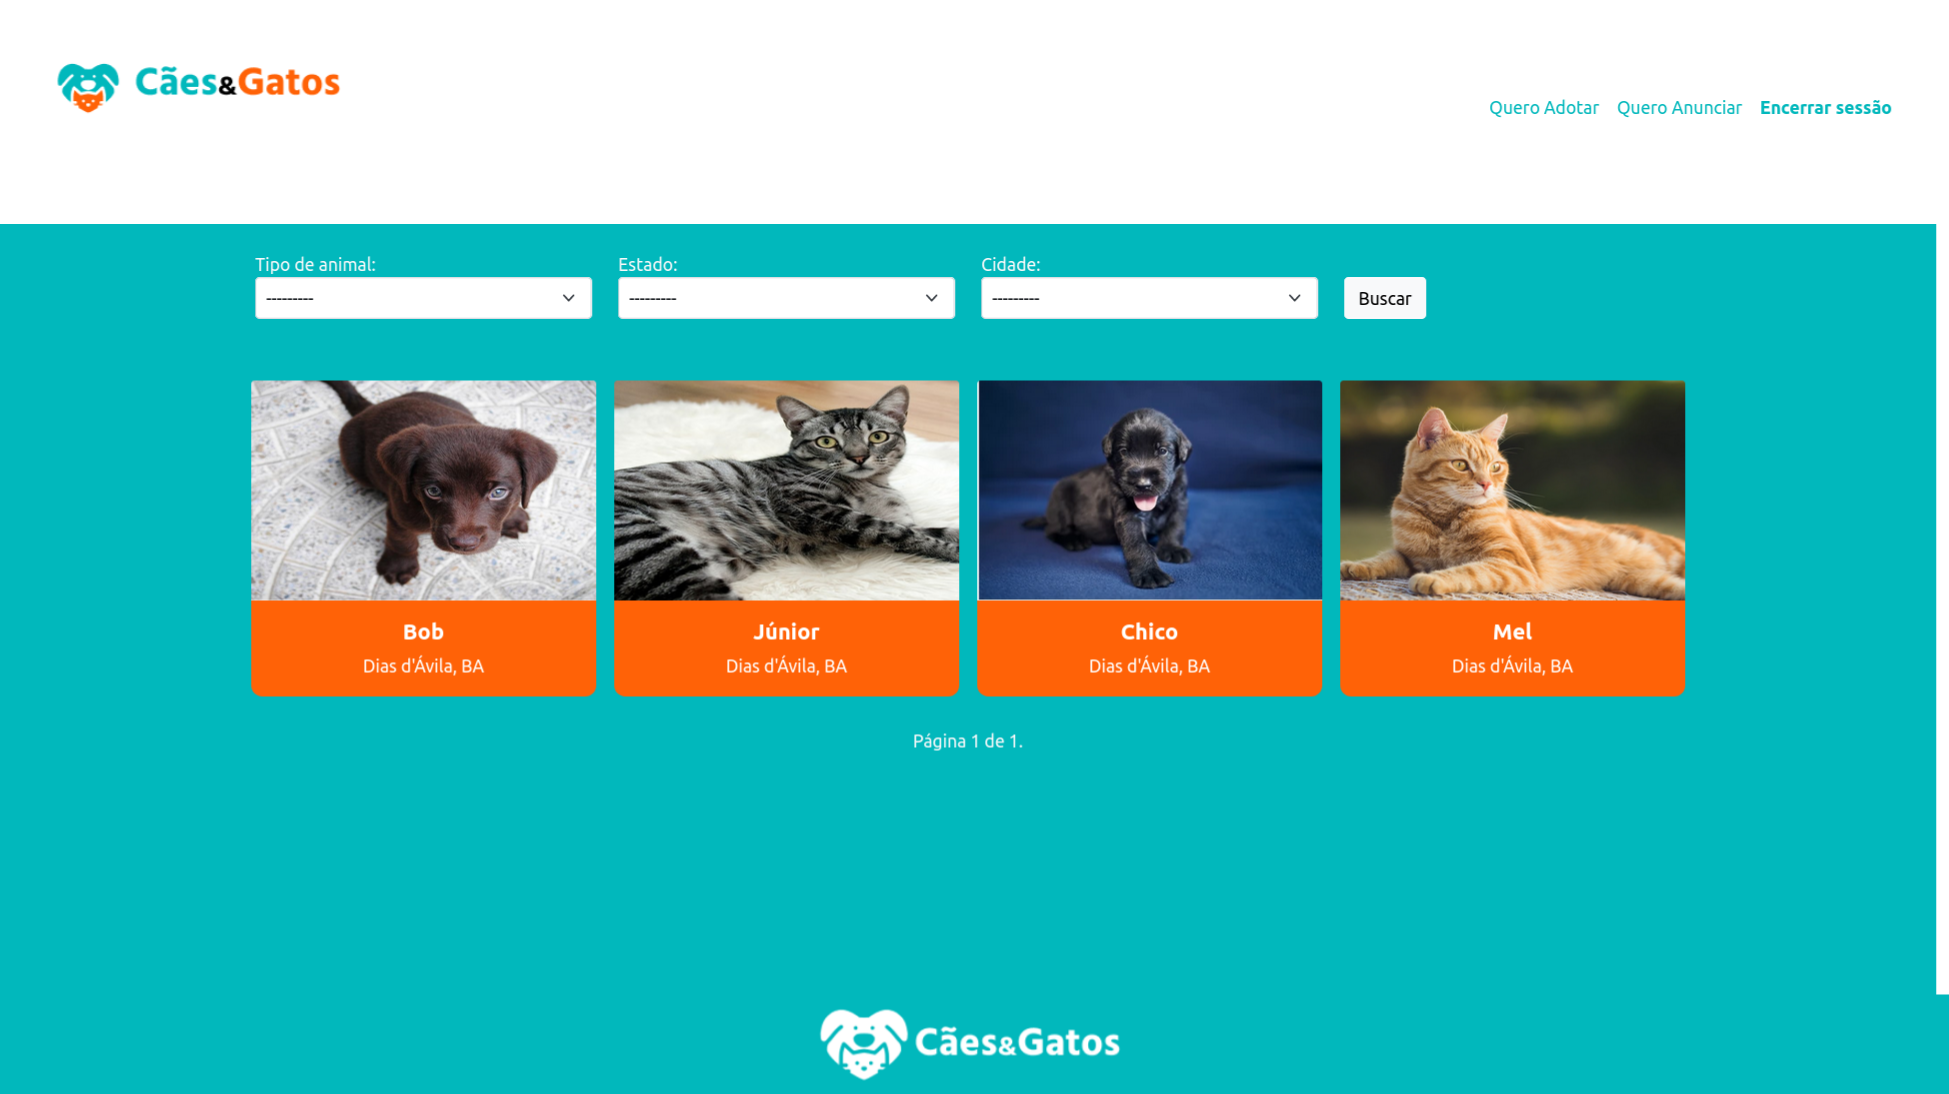 Cães&Gatos
Quero Adotar Quero Anunciar Encerrar sessão
Tipo de animal: Estado: Cidade:
--------- --------- --------- Buscar
Bob Júnior Chico Mel
Dias d'Ávila, BA Dias d'Ávila, BA Dias d'Ávila, BA Dias d'Ávila, BA
Página 1 de 1.
Cães&Gatos